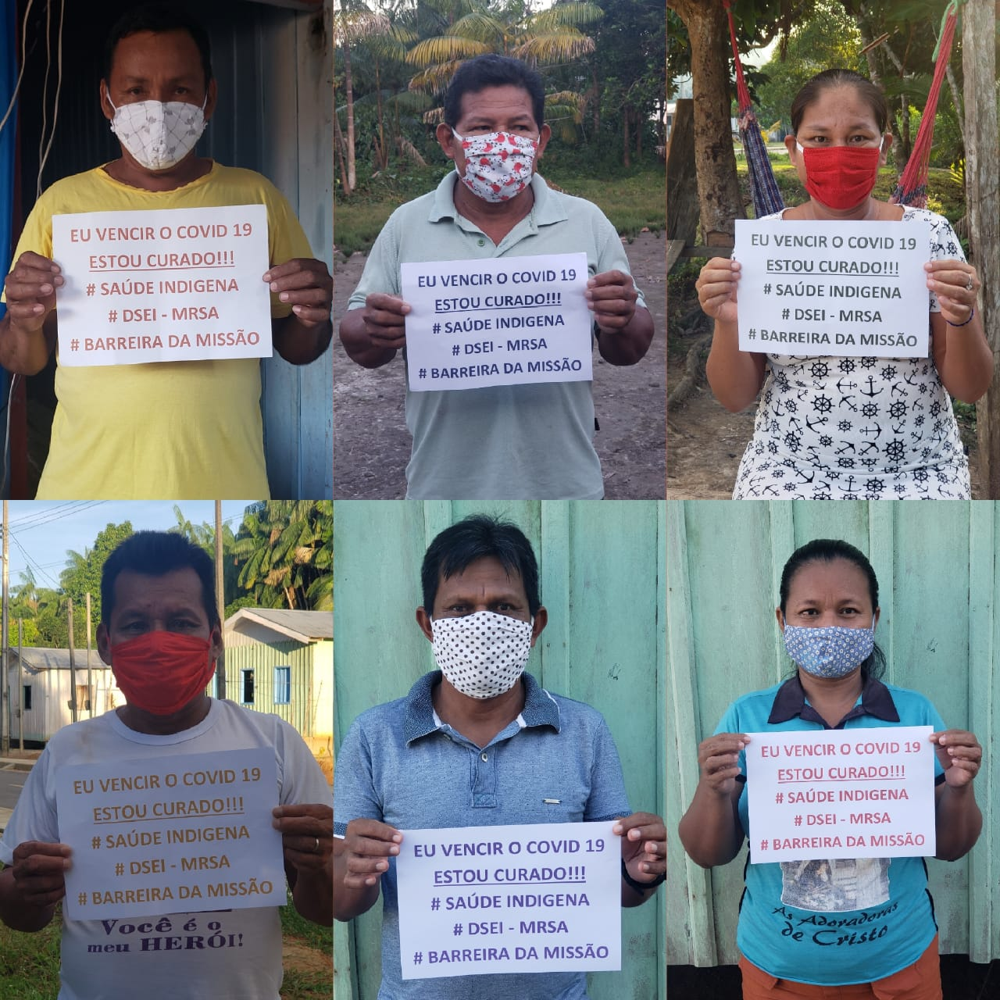 EU VENCIR O COVID 19
ESTOU CURADO!!!
# SAÚDE INDIGENA
# DSEI - MRSA
# BARREIRA DA MISSÃO
EU VENCIR O COVID 19
ESTOU CURADO!!!
# SAÚDE INDIGENA
# DSEI - MRSA
# BARREIRA DA MISSÃO
EU VENCIR O COVID 19
ESTOU CURADO!!!
# SAÚDE INDIGENA
# DSEI - MRSA
# BARREIRA DA MISSÃO
EU VENCIR O COVID 19
ESTOU CURADO!!!
# SAÚDE INDIGENA
# DSEI - MRSA
# BARREIRA DA MISSÃO
Você é o
meu HERÓI!
EU VENCIR O COVID 19
ESTOU CURADO!!!
# SAÚDE INDIGENA
# DSEI - MRSA
# BARREIRA DA MISSÃO
EU VENCIR O COVID 19
ESTOU CURADO!!!
# SAÚDE INDIGENA
# DSEI - MRSA
# BARREIRA DA MISSÃO
As Adoradoras
de Cristo